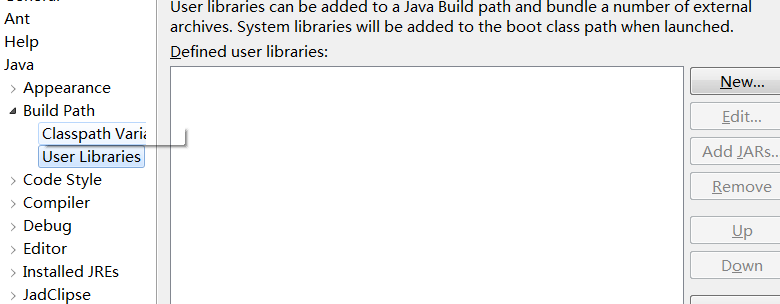 User libraries can be added to a Java Build path and bundle a number of external
archives. System libraries will be added to the boot class path when launched.
Ant
Help
Java
Appearance
Build Path
Classpath Varia
User Libraries
Code Style
Compiler
Debug
Editor
Installed JREs
JadClipse
Defined user libraries:
New...
Edit...
Add JARs..
Remove
Up
Down